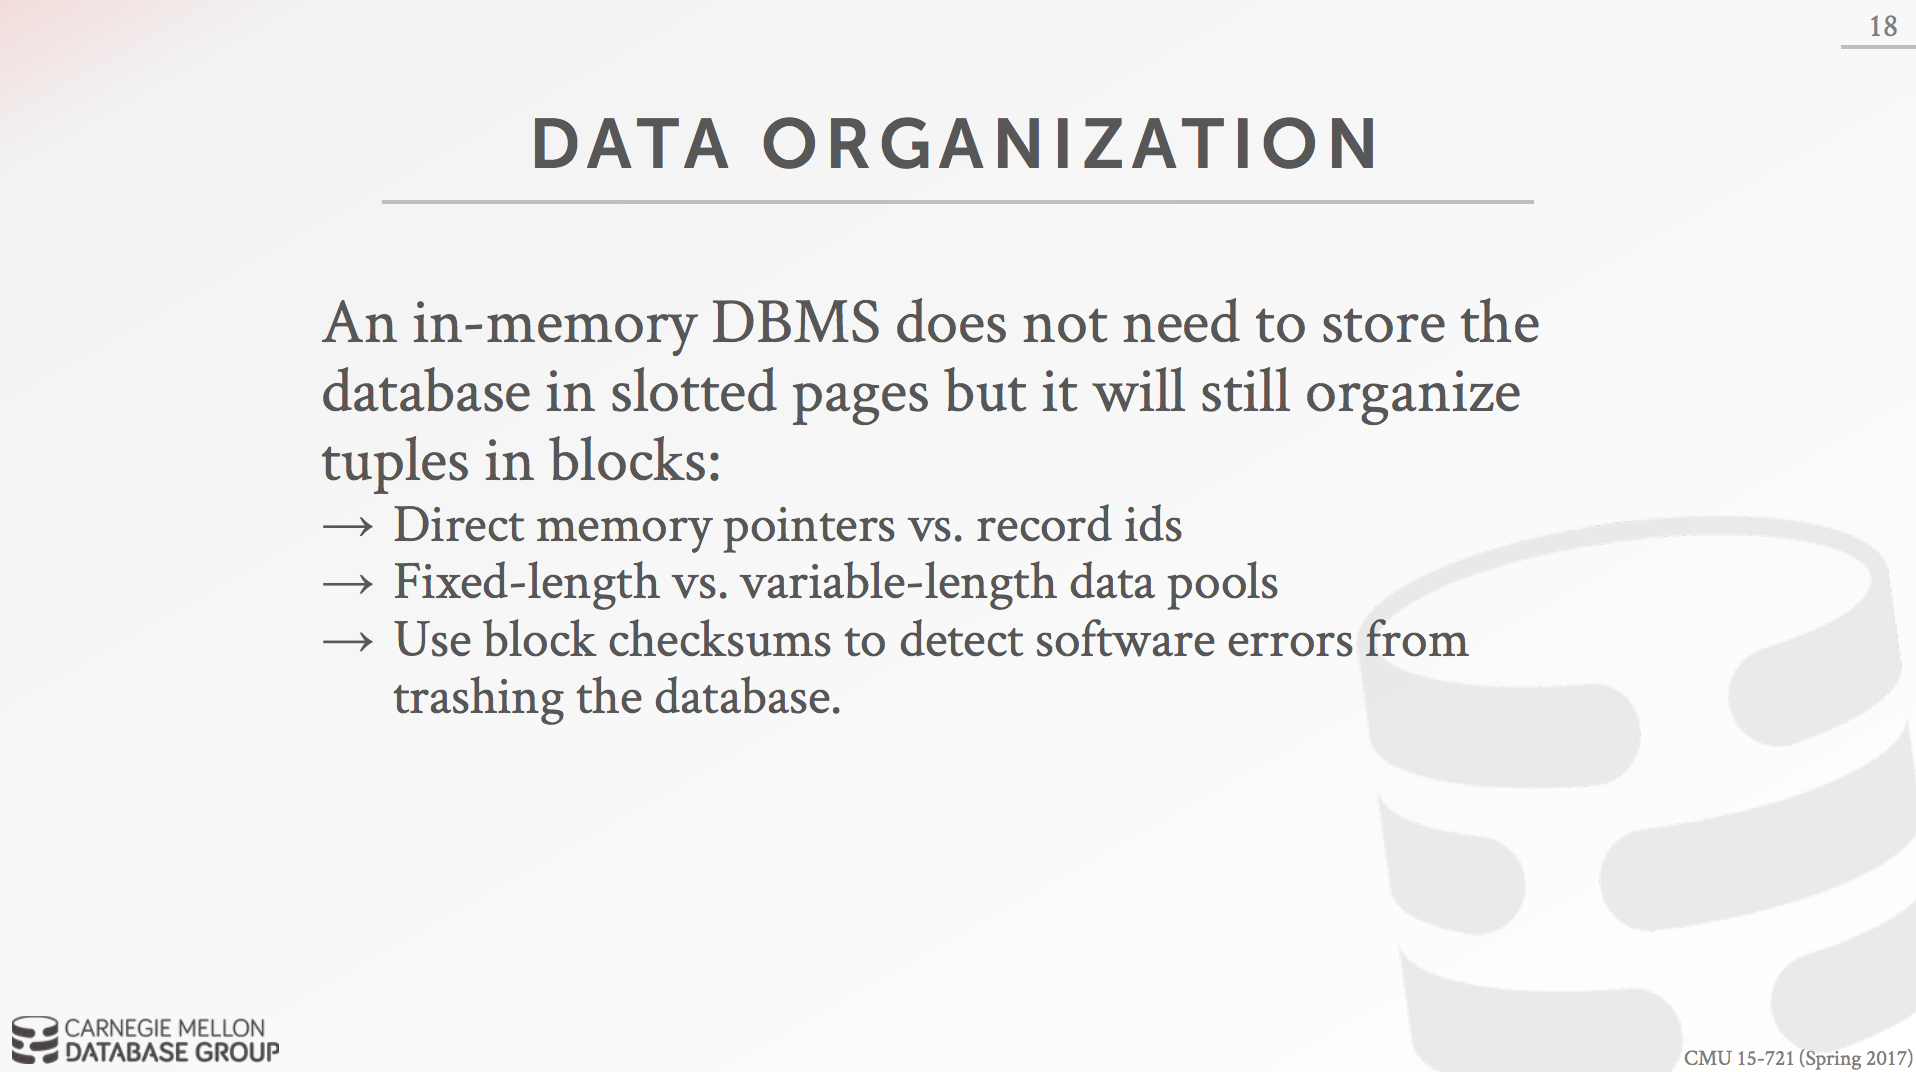 18
DATA ORGANIZATION
An in-memory DBMS does not need to store the
database in slotted pages but it will still organize
tuples in blocks:
→ Direct memory pointers vs. record ids
→ Fixed-length vs. variable-length data pools
→ Use block checksums to detect software errors from
trashing the database.
CARNEGIE MELLON
DATABASE GROUP
CMU 15-721 (Spring 2017)